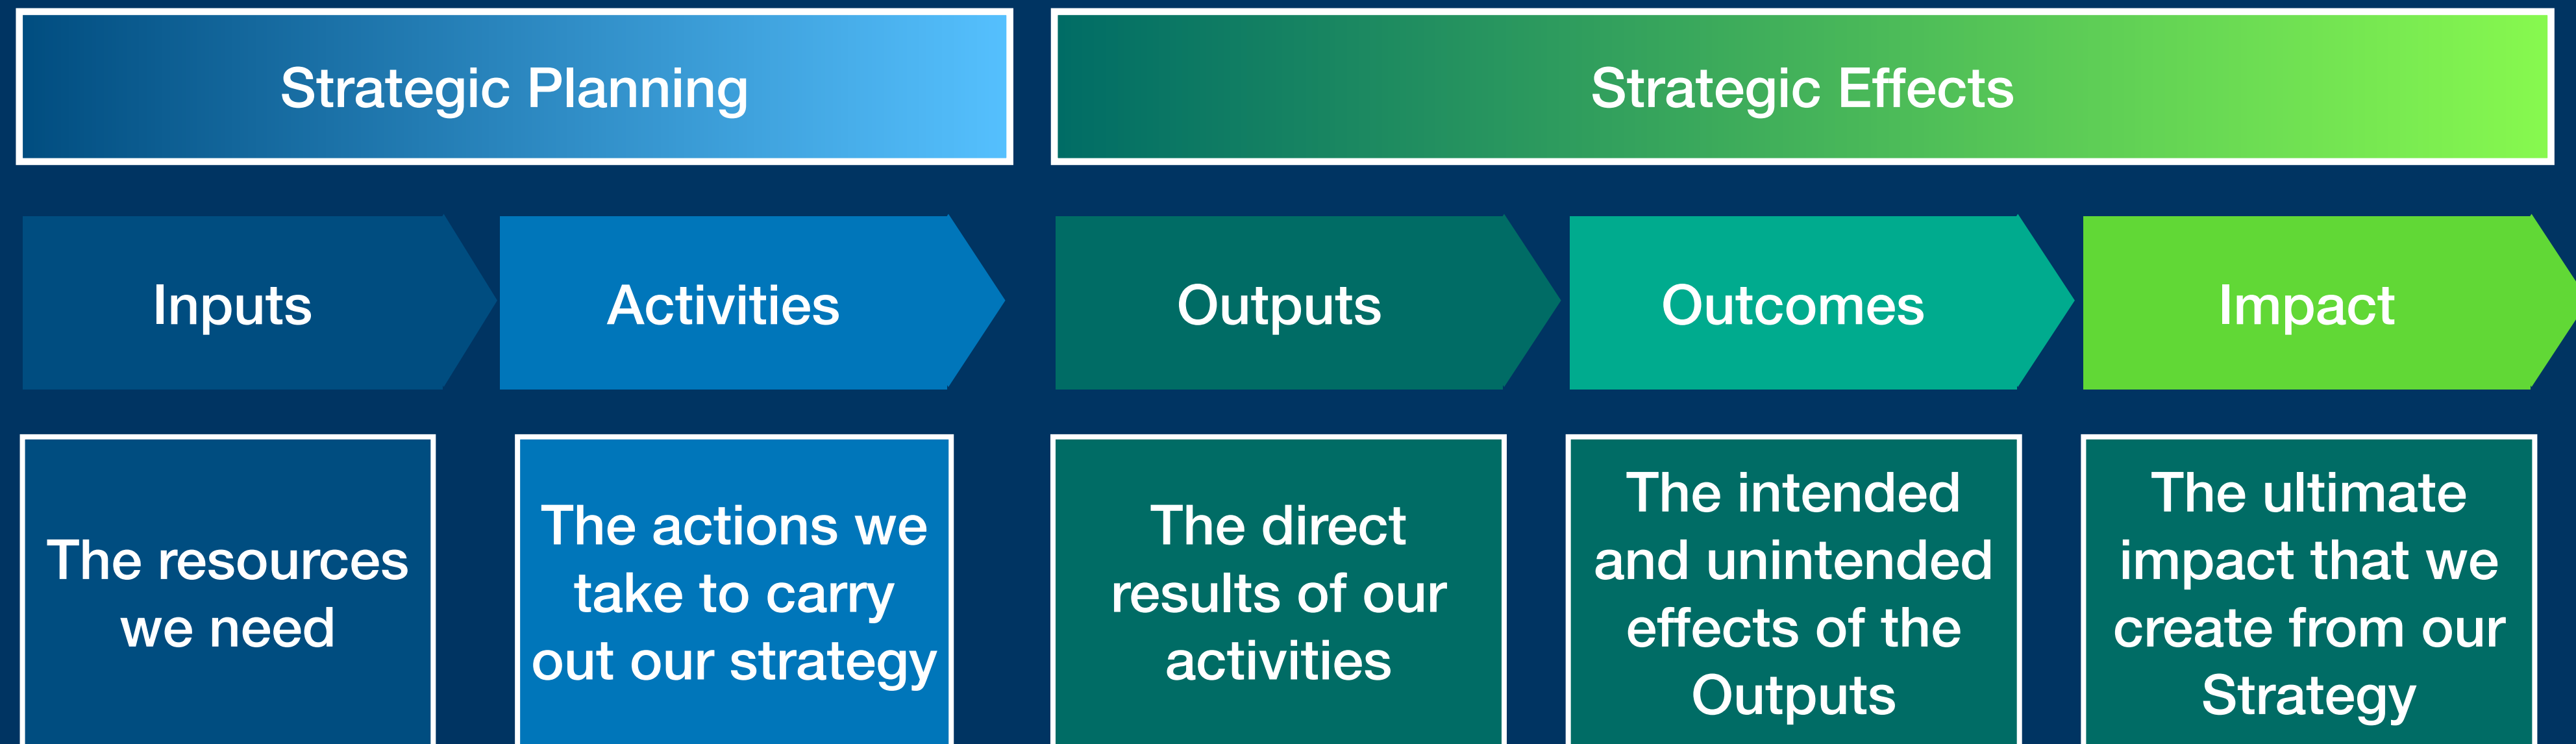 Strategic Planning
Strategic Effects
Inputs
Activities
Outputs
Outcomes
Impact
The resources
we need
The actions we
take to carry
out our strategy
The direct
results of our
activities
The intended
and unintended
effects of the
Outputs
The ultimate
impact that we
create from our
Strategy